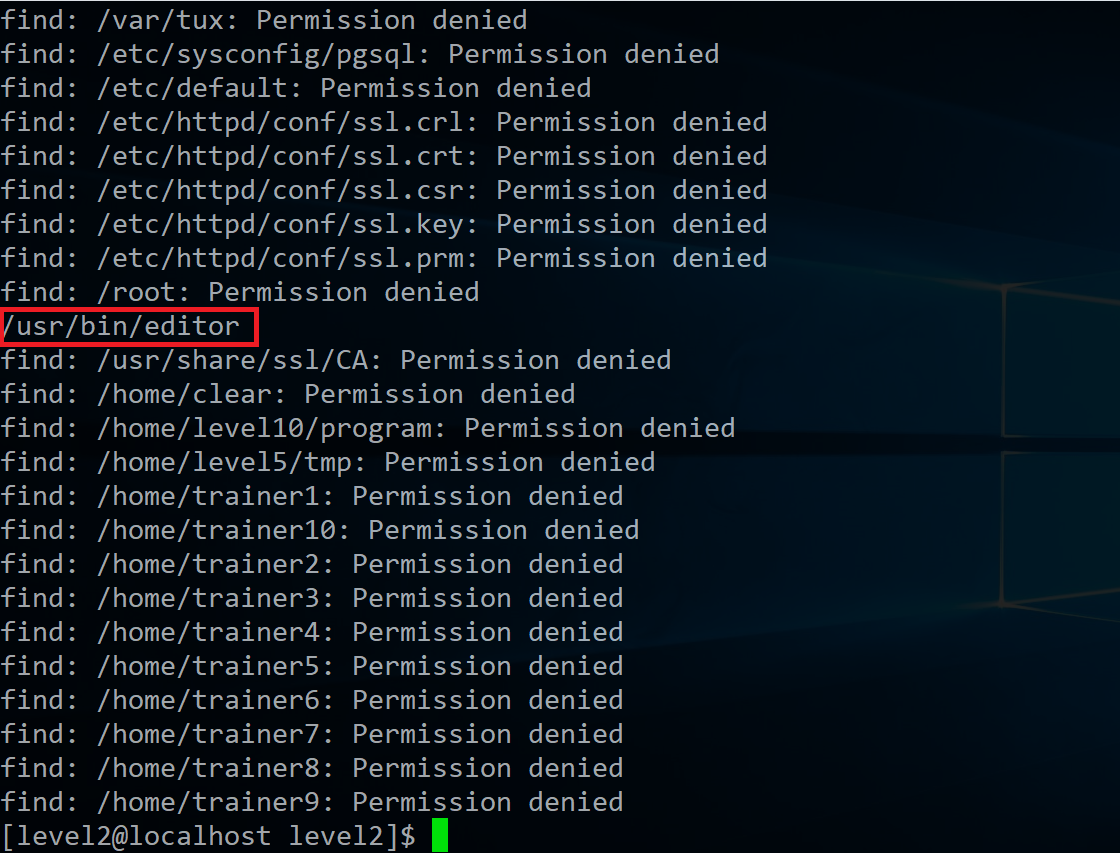 find: /var/tux: Permission denied
find: /etc/sysconfig/pgsql: Permission denied
find: /etc/default: Permission denied
find: /etc/httpd/conf/ssl.crl: Permission denied
find: /etc/httpd/conf/ssl.crt: Permission denied
find: /etc/httpd/conf/ssl.csr: Permission denied
find: /etc/httpd/conf/ssl.key: Permission denied
find: /etc/httpd/conf/ssl.prm: Permission denied
find: /root: Permission denied
/usr/bin/editor
find: /usr/share/ssl/CA: Permission denied
find: /home/clear: Permission denied
find: /home/level10/program: Permission denied
find: /home/level5/tmp: Permission denied
find: /home/trainer1: Permission denied
find: /home/trainer10: Permission denied
find: /home/trainer2: Permission denied
find: /home/trainer3: Permission denied
find: /home/trainer4: Permission denied
find: /home/trainer5: Permission denied
find: /home/trainer6: Permission denied
find: /home/trainer7: Permission denied
find: /home/trainer8: Permission denied
find: /home/trainer9: Permission denied
[level2@localhost level2]$